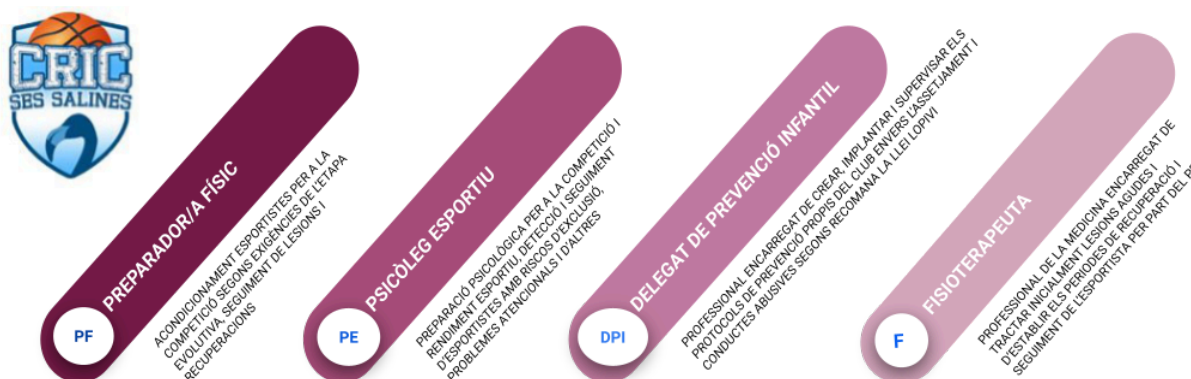 CRIC
SES SALINES
PREPARADOR/A FÍSIC
ACONDICIONAMENT ESPORTISTES PER A LA
COMPETICIÓ SEGONS EXIGÈNCIES DE L'ETAPA
EVOLUTIVA, SEGUIMENT DE LESIONS I
RECUPERACIONS
PF
PSICÒLEG ESPORTIU
PREPARACIÓ PSICOLÒGICA PER A LA COMPETICIÓ I
RENDIMENT ESPORTIU, DETECCIÓ I SEGUIMENT
D'ESPORTISTES AMB RISCOS D'EXCLUSIÓ,
PROBLEMES ATENCIONALS I D'ALTRES
PE
DELEGAT DE PREVENCIÓ INFANTIL
PROFESSIONAL ENCARREGAT DE CREAR, IMPLANTAR I SUPERVISAR ELS
PROTOCOLS DE PREVENCIÓ PROPIS DEL CLUB ENVERS L'ASSETJAMENT I
CONDUCTES ABUSIVES SEGONS RECOMANA LA LLEI LOPIVI
DPI
FISIOTERAPEUTA
PROFESSIONAL DE LA MEDICINA ENCARREGAT DE
TRACTAR INICIALMENT LESIONS AGUDES I
D'ESTABLIR ELS PERÍODES DE RECUPERACIÓ I
SEGUIMENT DE L'ESPORTISTA PER PART DEL
F